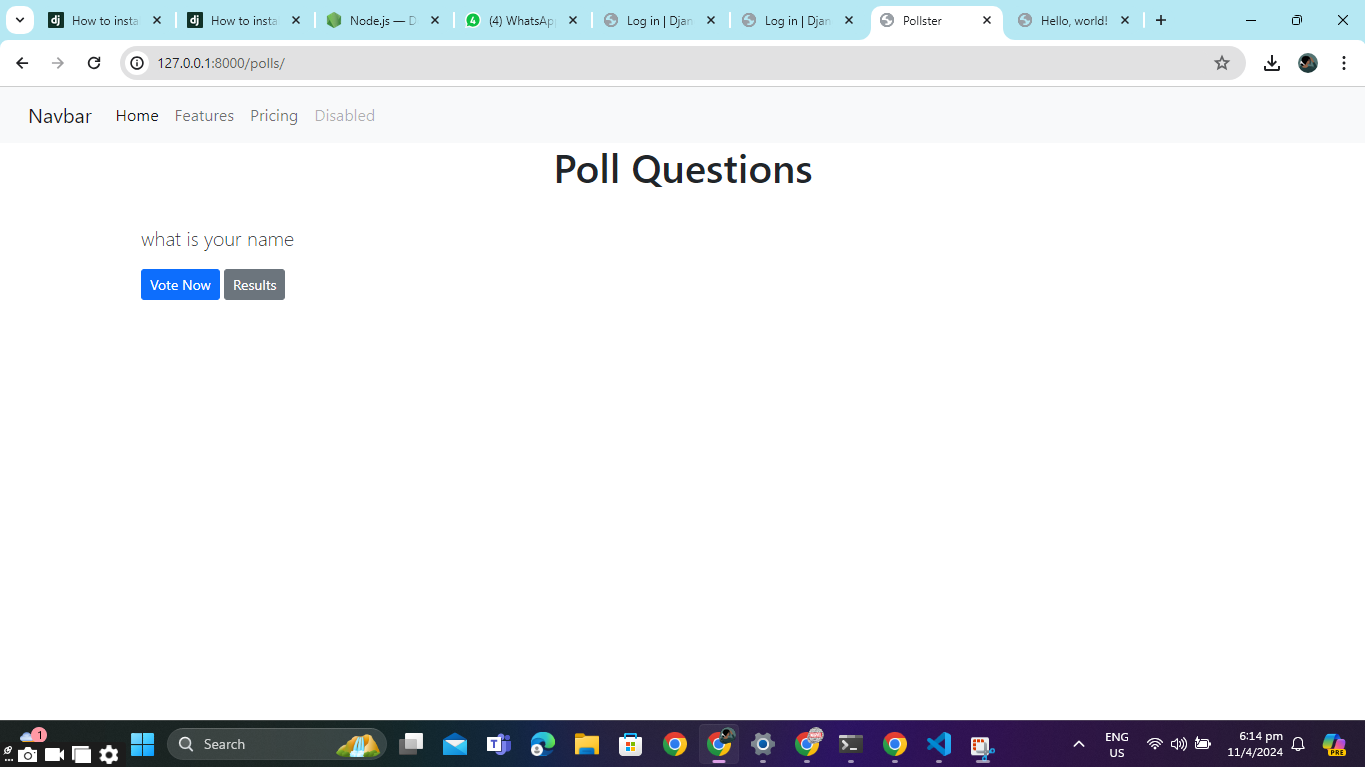 How to insta
How to insta
Node.js — D
(4) WhatsAp
Log in | Djan
Log in | Djan
Pollster
Hello, world!
127.0.0.1:8000/polls/
Navbar Home Features Pricing Disabled
Poll Questions
what is your name
Vote Now Results
1
Search
ENG
US
6:14 pm
11/4/2024
PRE